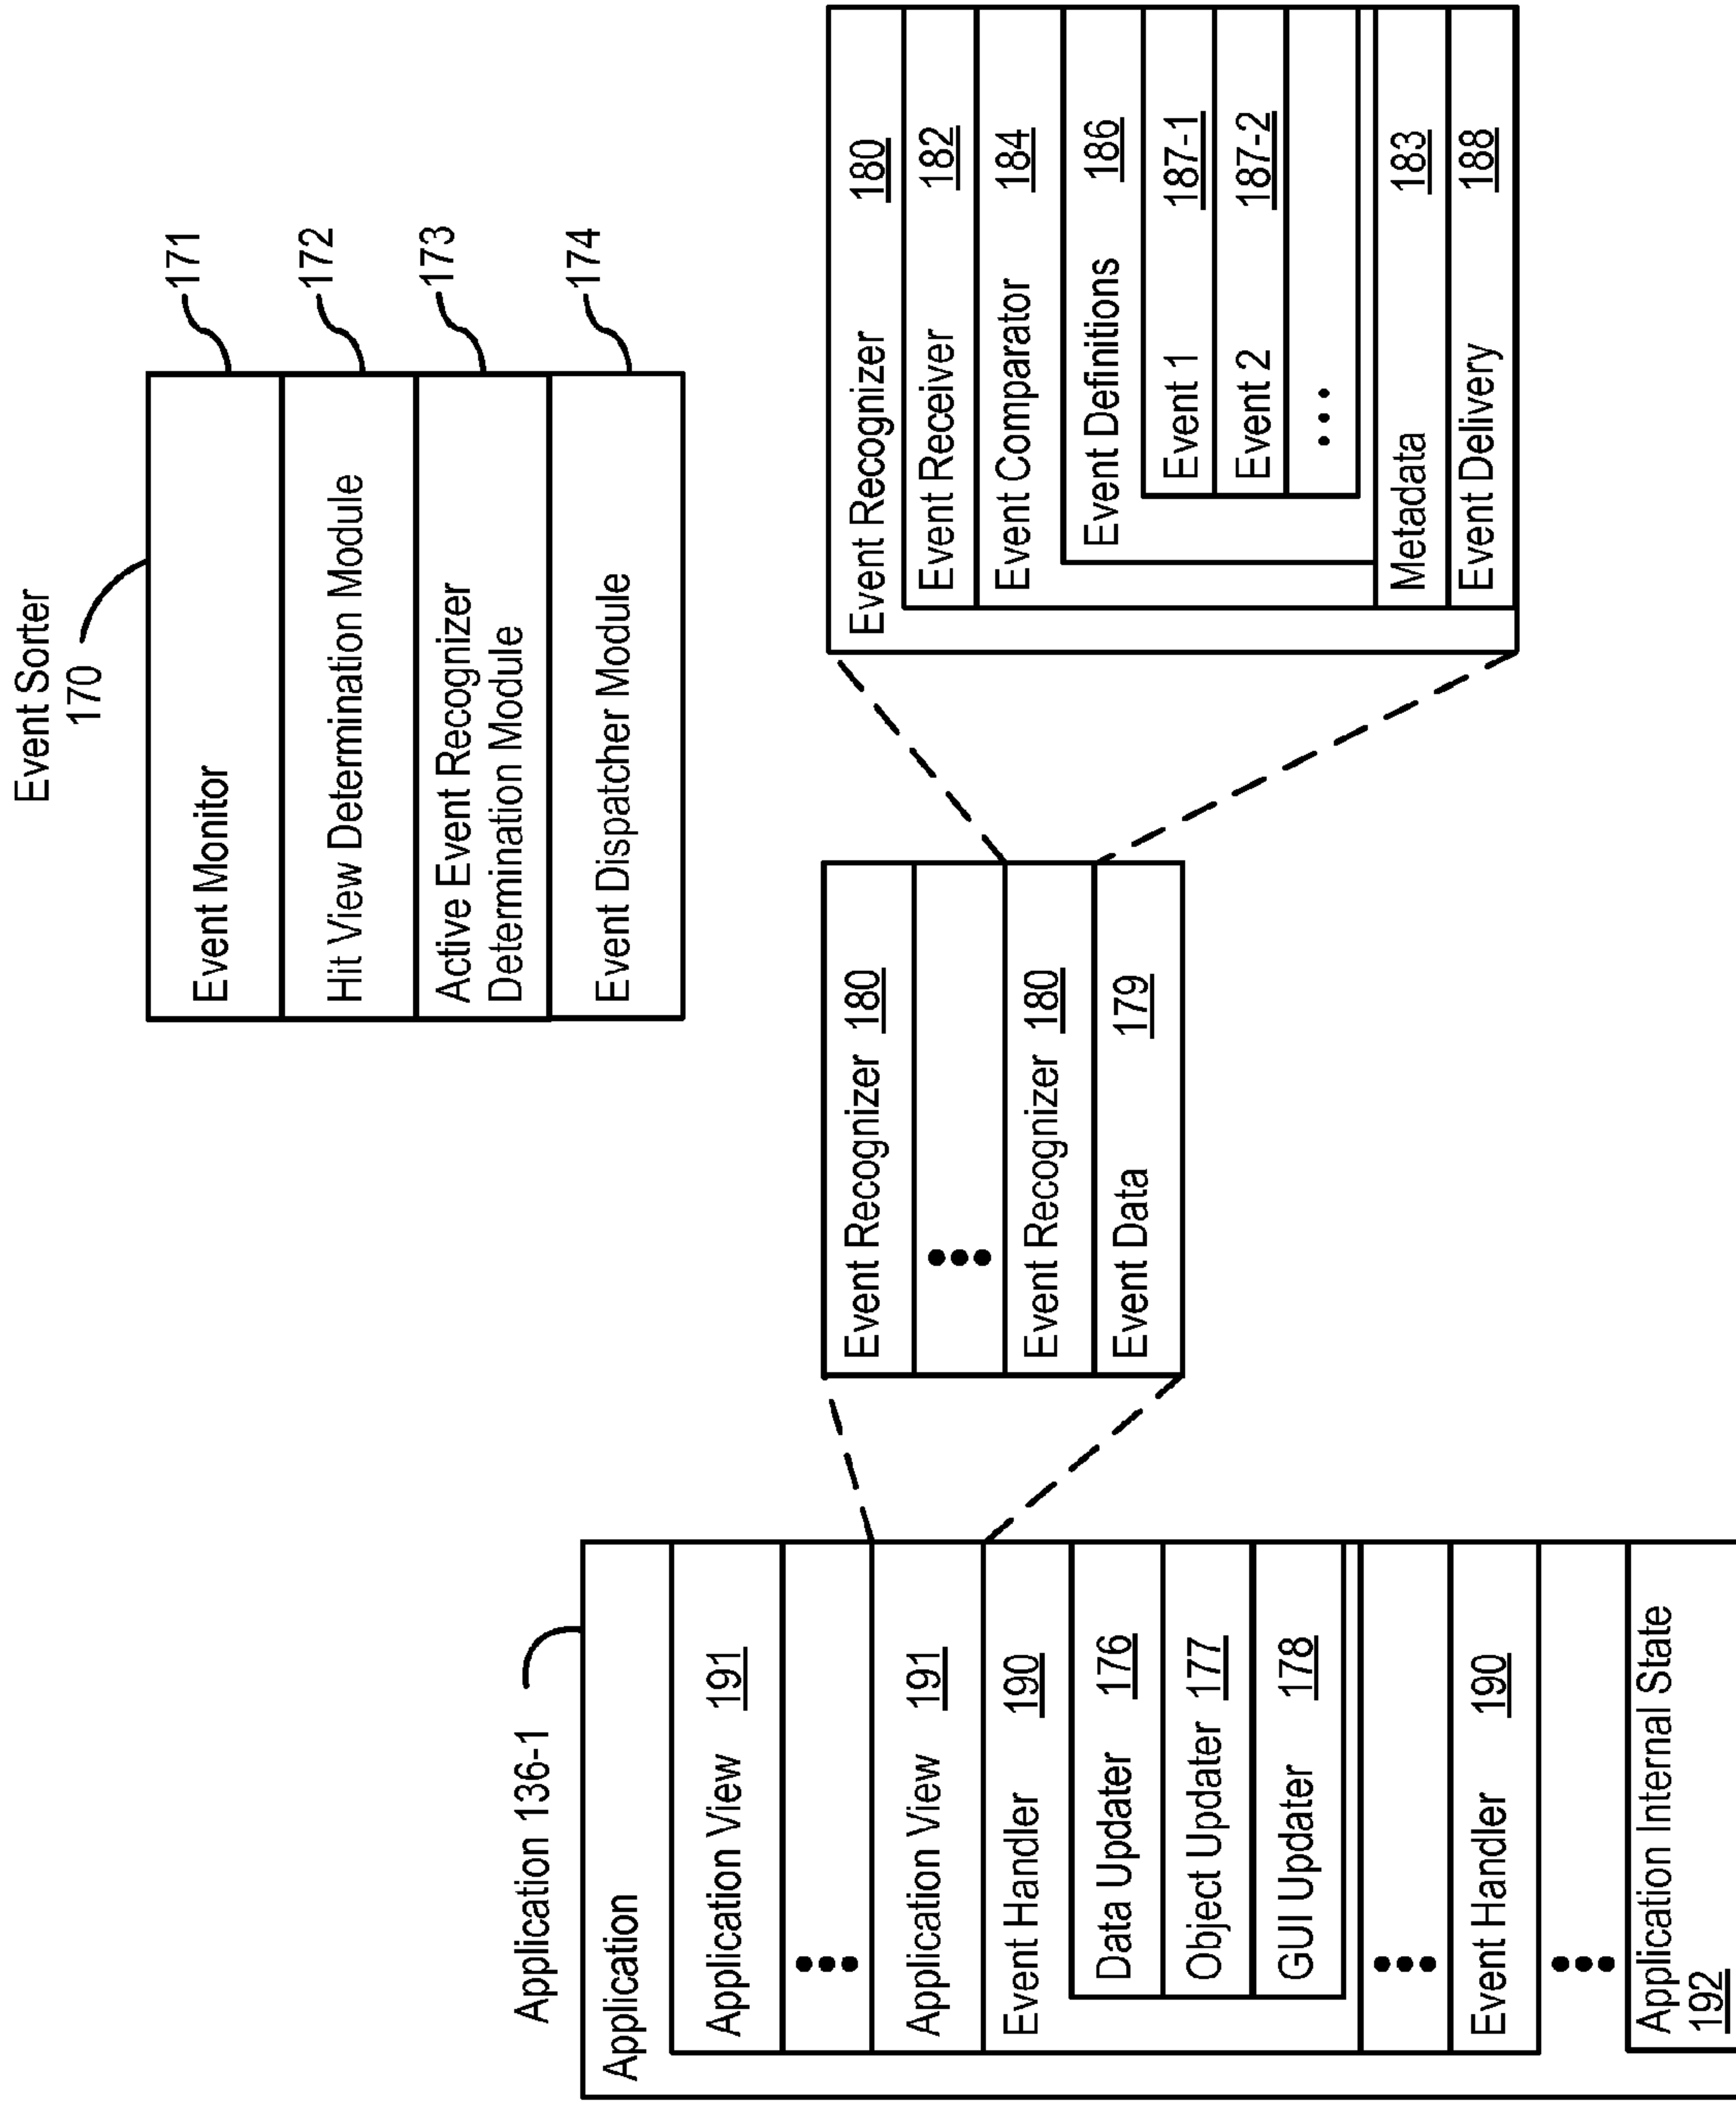 Event Sorter
170
Event Monitor
171
Hit View Determination Module
172
Active Event Recognizer
Determination Module
173
Event Dispatcher Module
174
Application 136-1
Application
Application View 191
•••
Application View 191
Event Handler 190
Data Updater 176
Object Updater 177
GUI Updater 178
•••
Event Handler 190
•••
Application Internal State
192
Event Recognizer 180
•••
Event Recognizer 180
Event Data 179
Event Recognizer 180
Event Receiver 182
Event Comparator 184
Event Definitions 186
Event 1 187-1
Event 2 187-2
•••
Metadata 183
Event Delivery 188